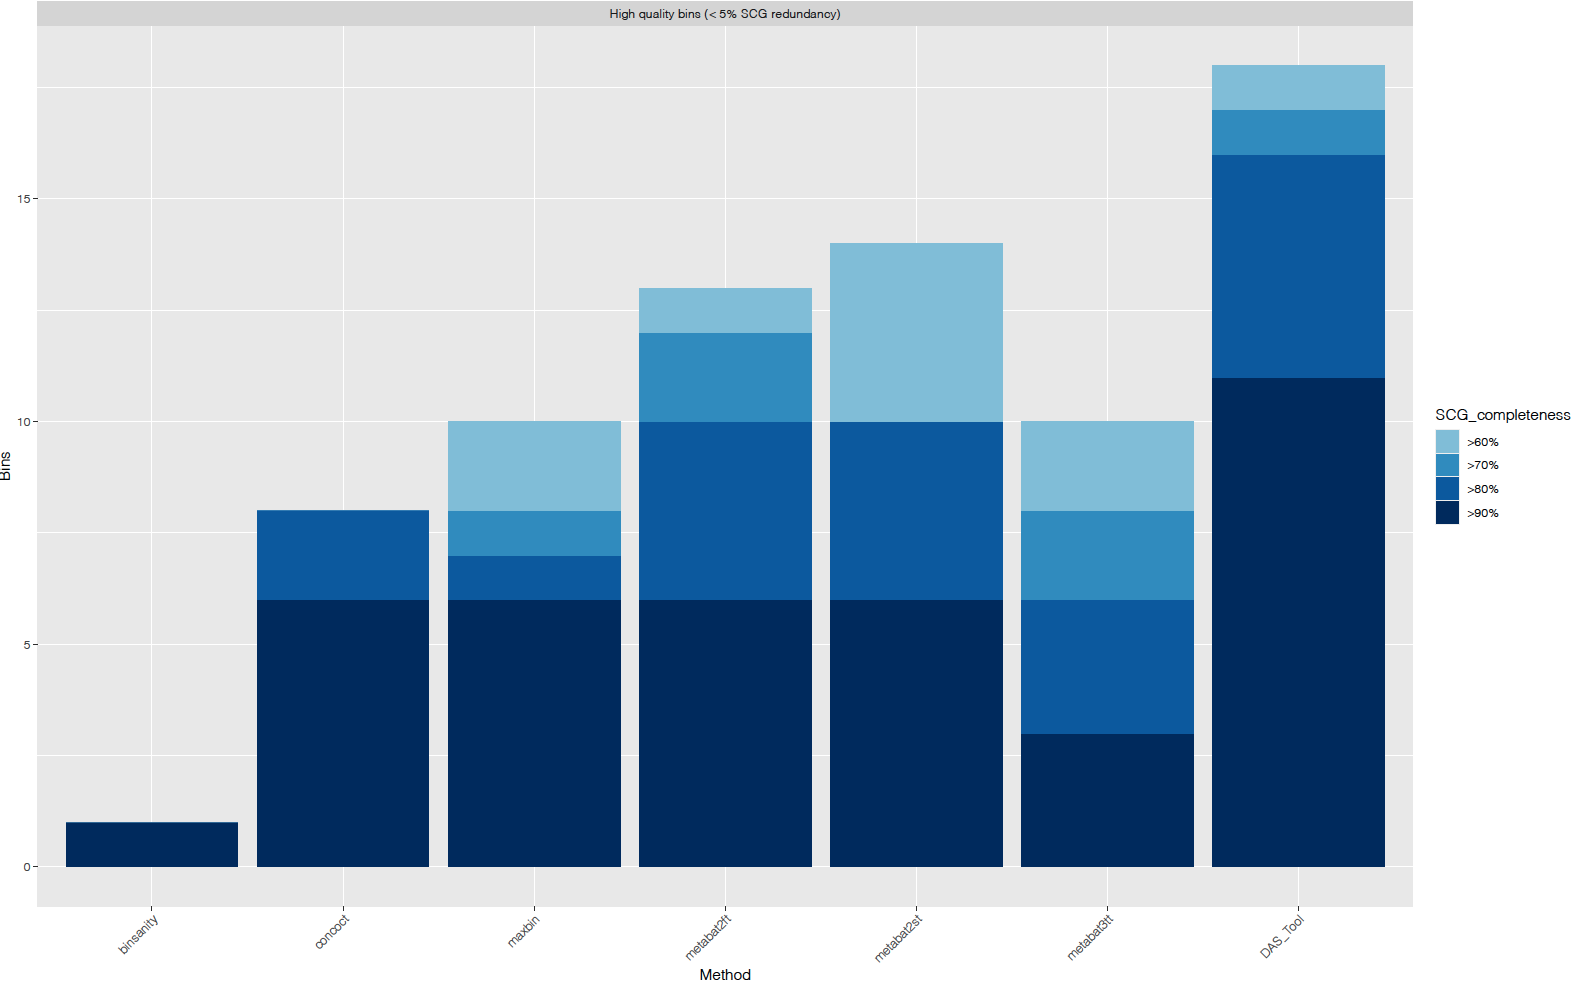 High quality bins (< 5% SCG redundancy)
15
10
5
0
Bins
binsanity
concoct
maxbin
metabat2ft
metabat2st
metabat3tt
DAS_Tool
Method
SCG_completeness
>60%
>70%
>80%
>90%